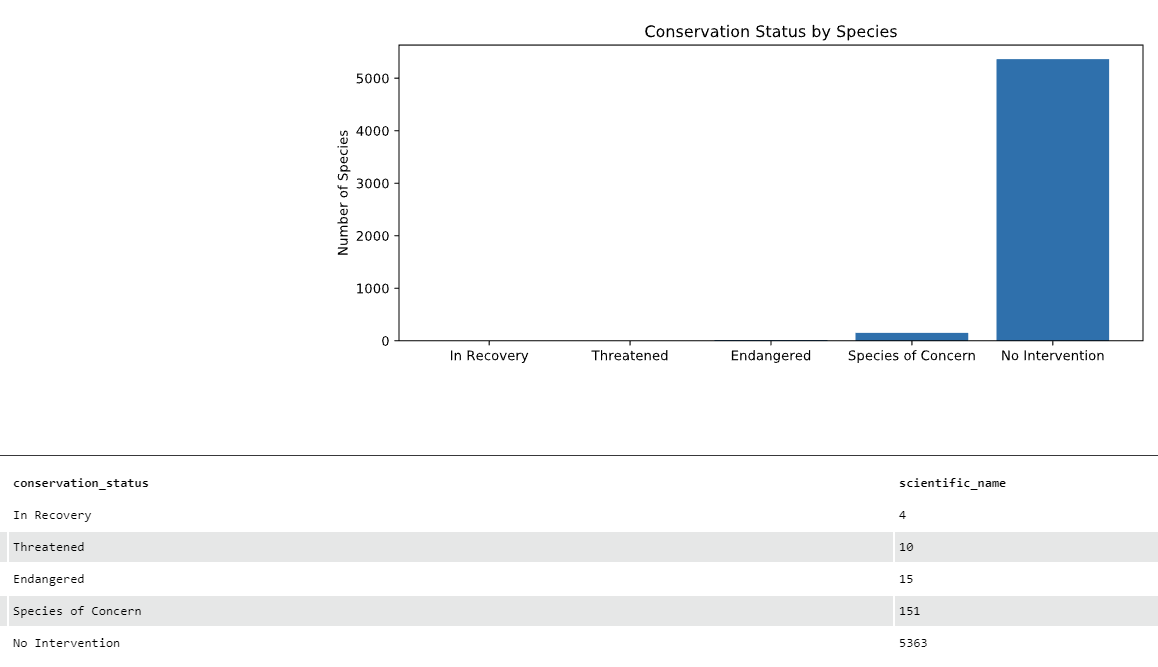 Conservation Status by Species
Number of Species
5000
4000
3000
2000
1000
0
In Recovery Threatened Endangered Species of Concern No Intervention
conservation_status scientific_name
In Recovery 4
Threatened 10
Endangered 15
Species of Concern 151
No Intervention 5363